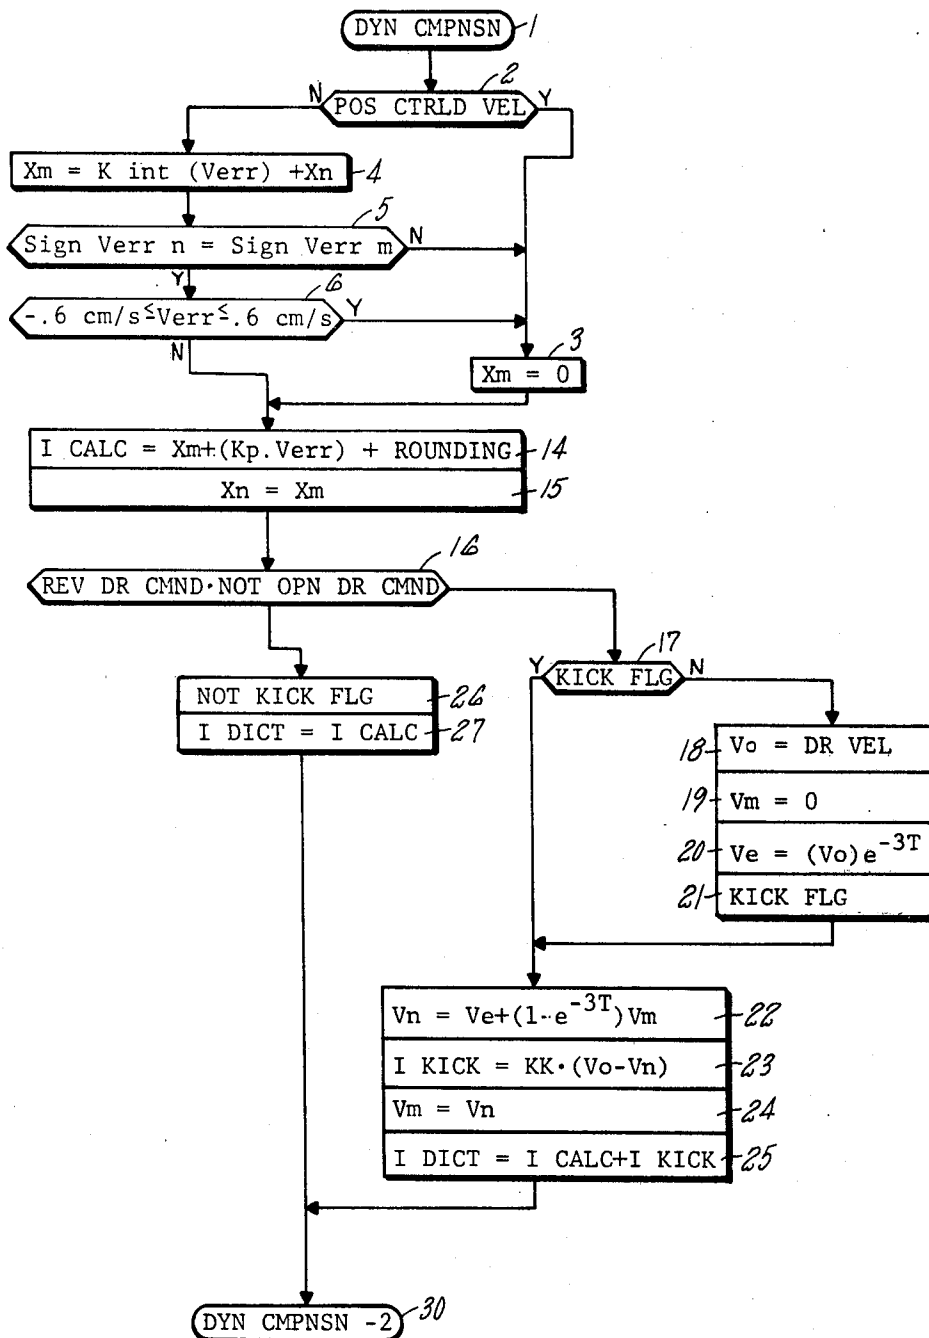 DYN CMPNSN 1
2
N POS CTRLD VEL Y
Xm = K int (Verr) +Xn 4
5
Sign Verr n = Sign Verr m N
Y 6
-.6 cm/s≤Verr≤.6 cm/s Y
N 3
Xm = 0
I CALC = Xm+(Kp.Verr) + ROUNDING 14
Xn = Xm 15
16
REV DR CMND·NOT OPN DR CMND
17
Y KICK FLG N
NOT KICK FLG 26
I DICT = I CALC 27
18 Vo = DR VEL
19 Vm = 0
20 Ve = (Vo)e-3T
21 KICK FLG
Vn = Ve+(1-e-3T)Vm 22
I KICK = KK·(Vo-Vn) 23
Vm = Vn 24
I DICT = I CALC+I KICK 25
DYN CMPNSN -2 30